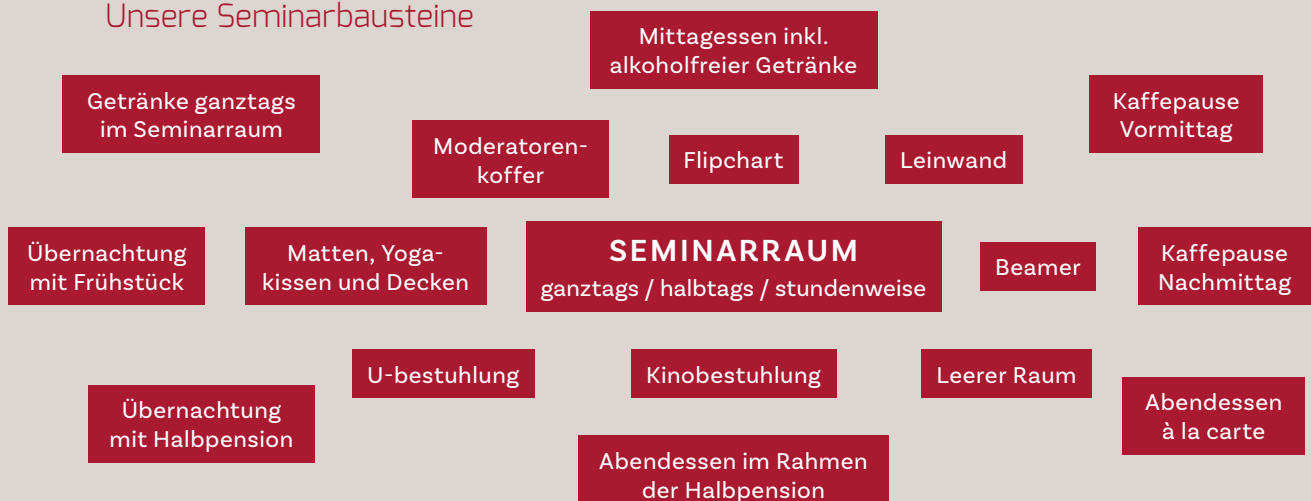 Unsere Seminarbausteine
Mittagessen inkl.
alkoholfreier Getränke
Getränke ganztags
im Seminarraum
Kaffepause
Vormittag
Moderatoren-
koffer
Flipchart
Leinwand
Übernachtung
mit Frühstück
Matten, Yoga-
kissen und Decken
SEMINARRAUM
ganztags / halbtags / stundenweise
Beamer
Kaffepause
Nachmittag
U-bestuhlung
Kinobestuhlung
Leerer Raum
Übernachtung
mit Halbpension
Abendessen
à la carte
Abendessen im Rahmen
der Halbpension